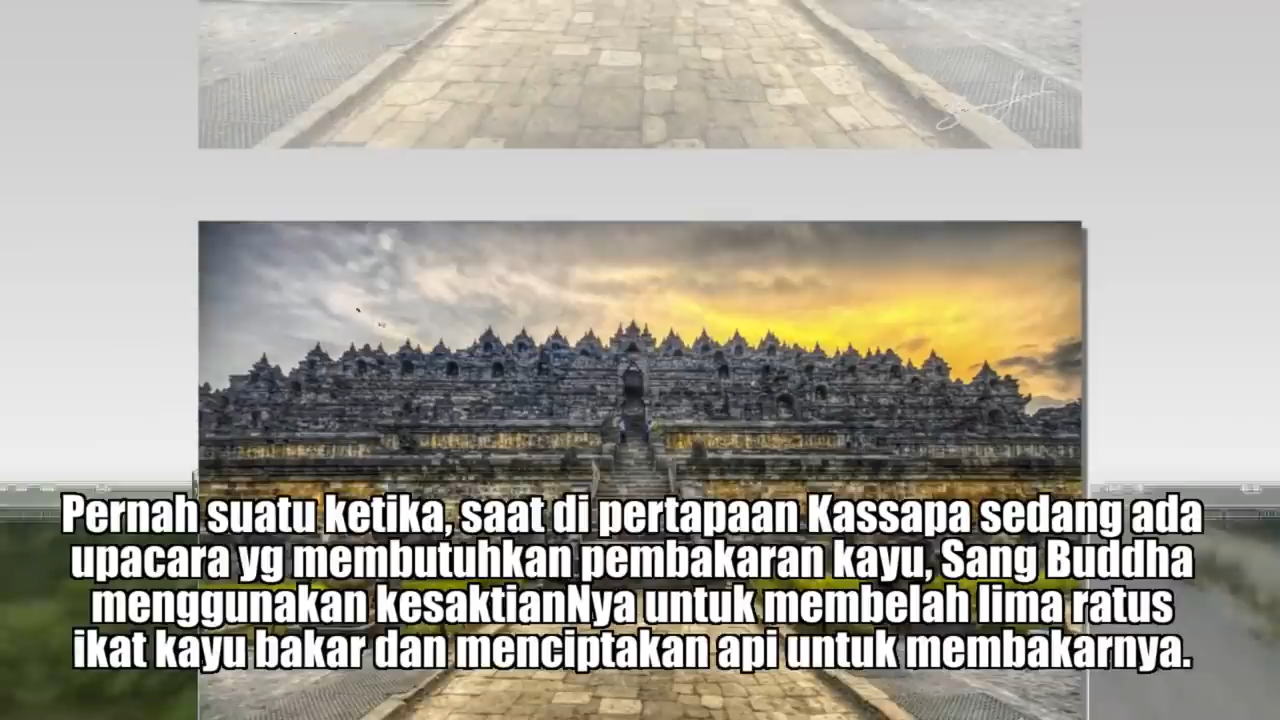 Pernah suatu ketika, saat di pertapaan Kassapa sedang ada
upacara yg membutuhkan pembakaran kayu, Sang Buddha
menggunakan kesaktianNya untuk membelah lima ratus
ikat kayu bakar dan menciptakan api untuk membakarnya.